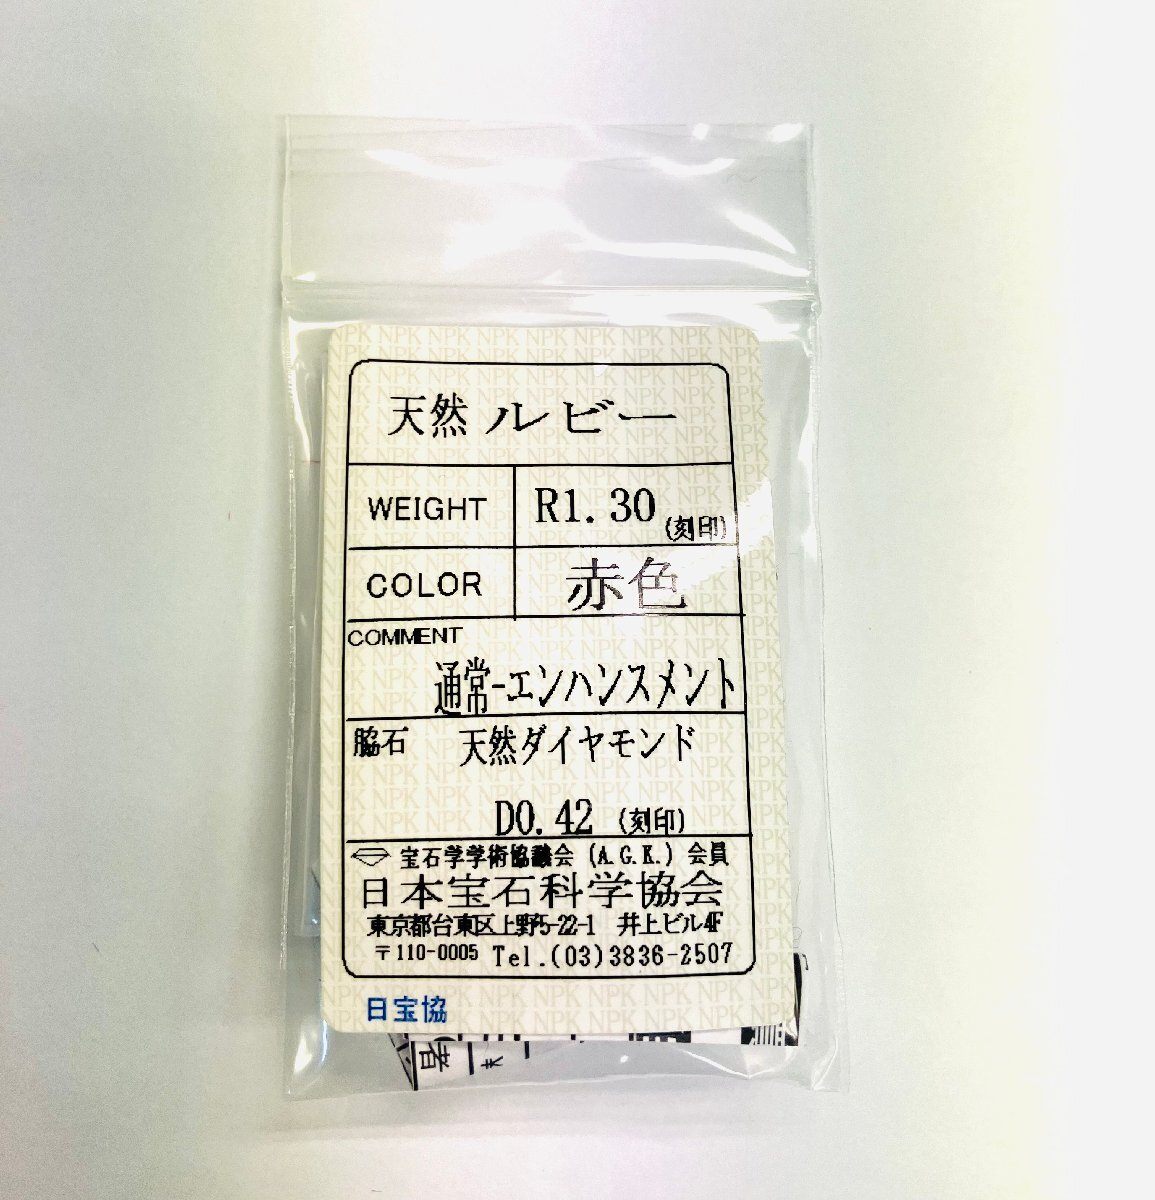 天然 ルビー
WEIGHT R1.30 (刻印)
COLOR 赤色
COMMENT
通常-エンハンスメント
脇石 天然ダイヤモンド
D0.42 (刻印)
宝石学学術協議会 (A.G.K.) 会員
日本宝石科学協会
東京都台東区上野5-22-1 井上ビル4F
〒110-0005 Tel.(03)3836-2507
日宝協